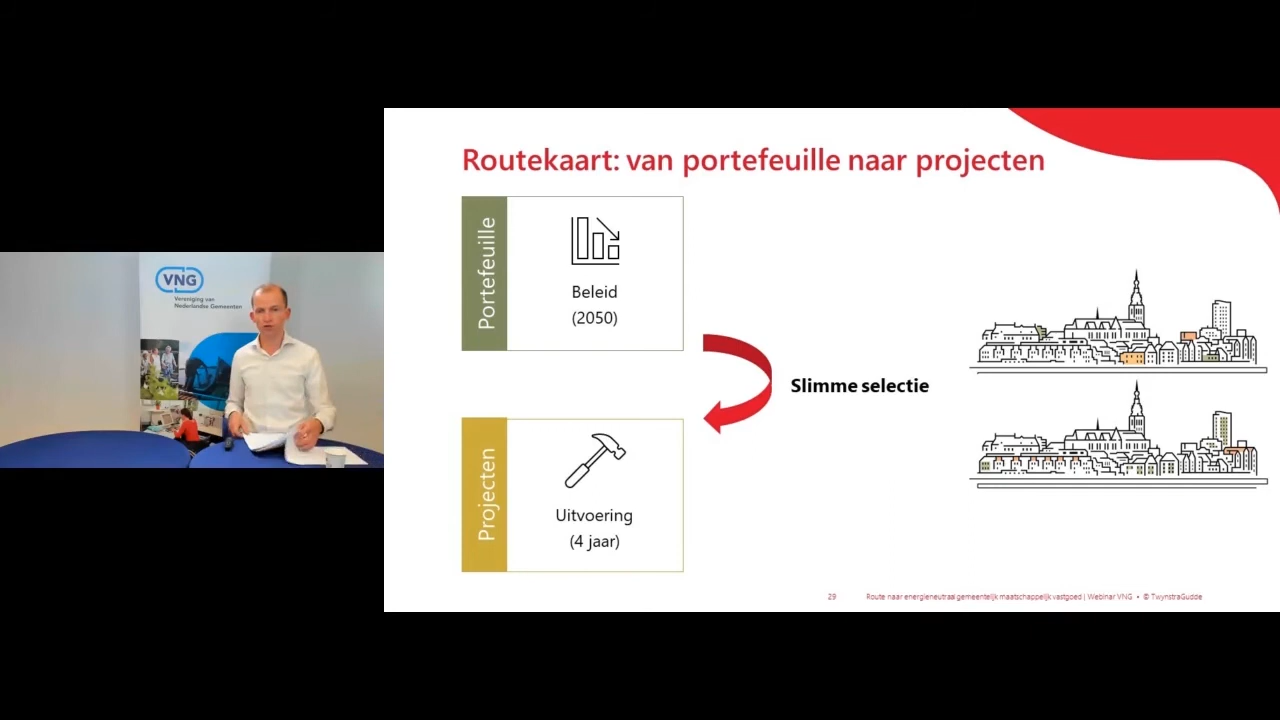 VNG
Vereniging van
Nederlandse Gemeenten
Routekaart: van portefeuille naar projecten
Portefeuille
Beleid
(2050)
Slimme selectie
Projecten
Uitvoering
(4 jaar)
29 Route naar energieneutraal gemeentelijk maatschappelijk vastgoed | Webinar VNG • © TwynstraGudde